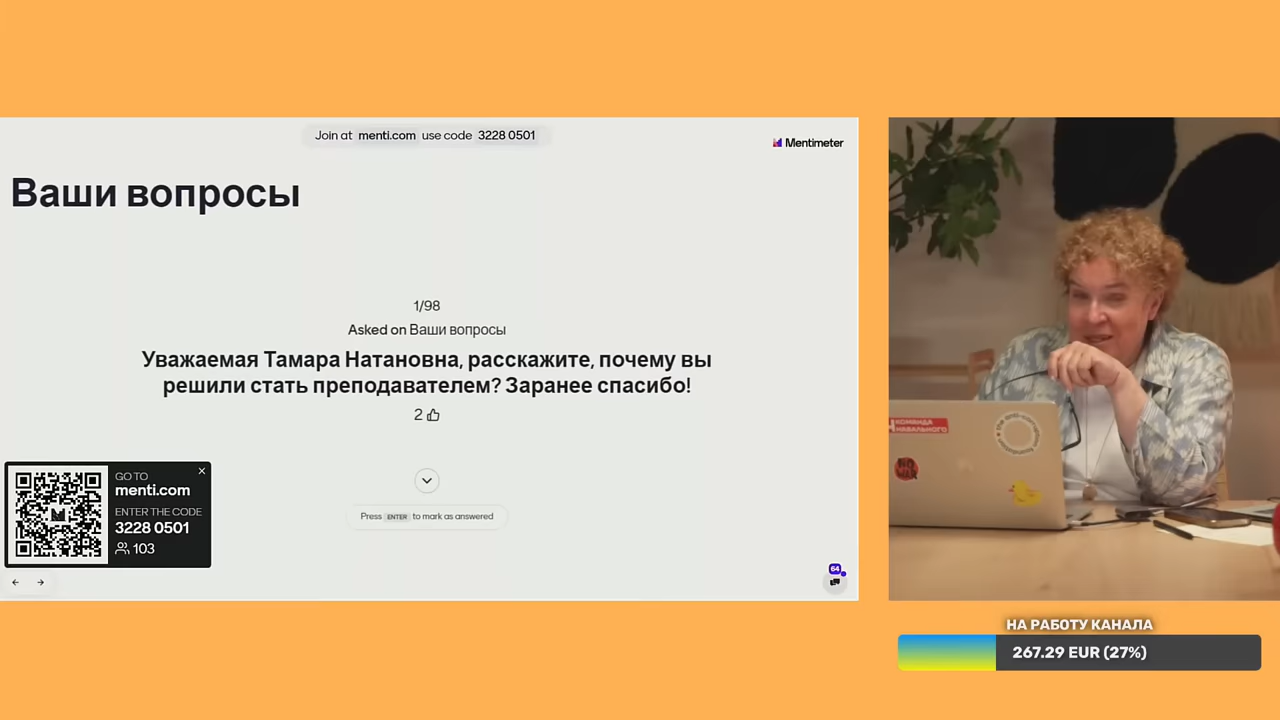 Join at menti.com use code 3228 0501
Mentimeter
Ваши вопросы
1/98
Asked on Ваши вопросы
Уважаемая Тамара Натановна, расскажите, почему вы
решили стать преподавателем? Заранее спасибо!
2
Press ENTER to mark as answered
GO TO
menti.com
ENTER THE CODE
3228 0501
103
64
КОМАНДА
НАВАЛЬНОГО
НА РАБОТУ КАНАЛА
267.29 EUR (27%)